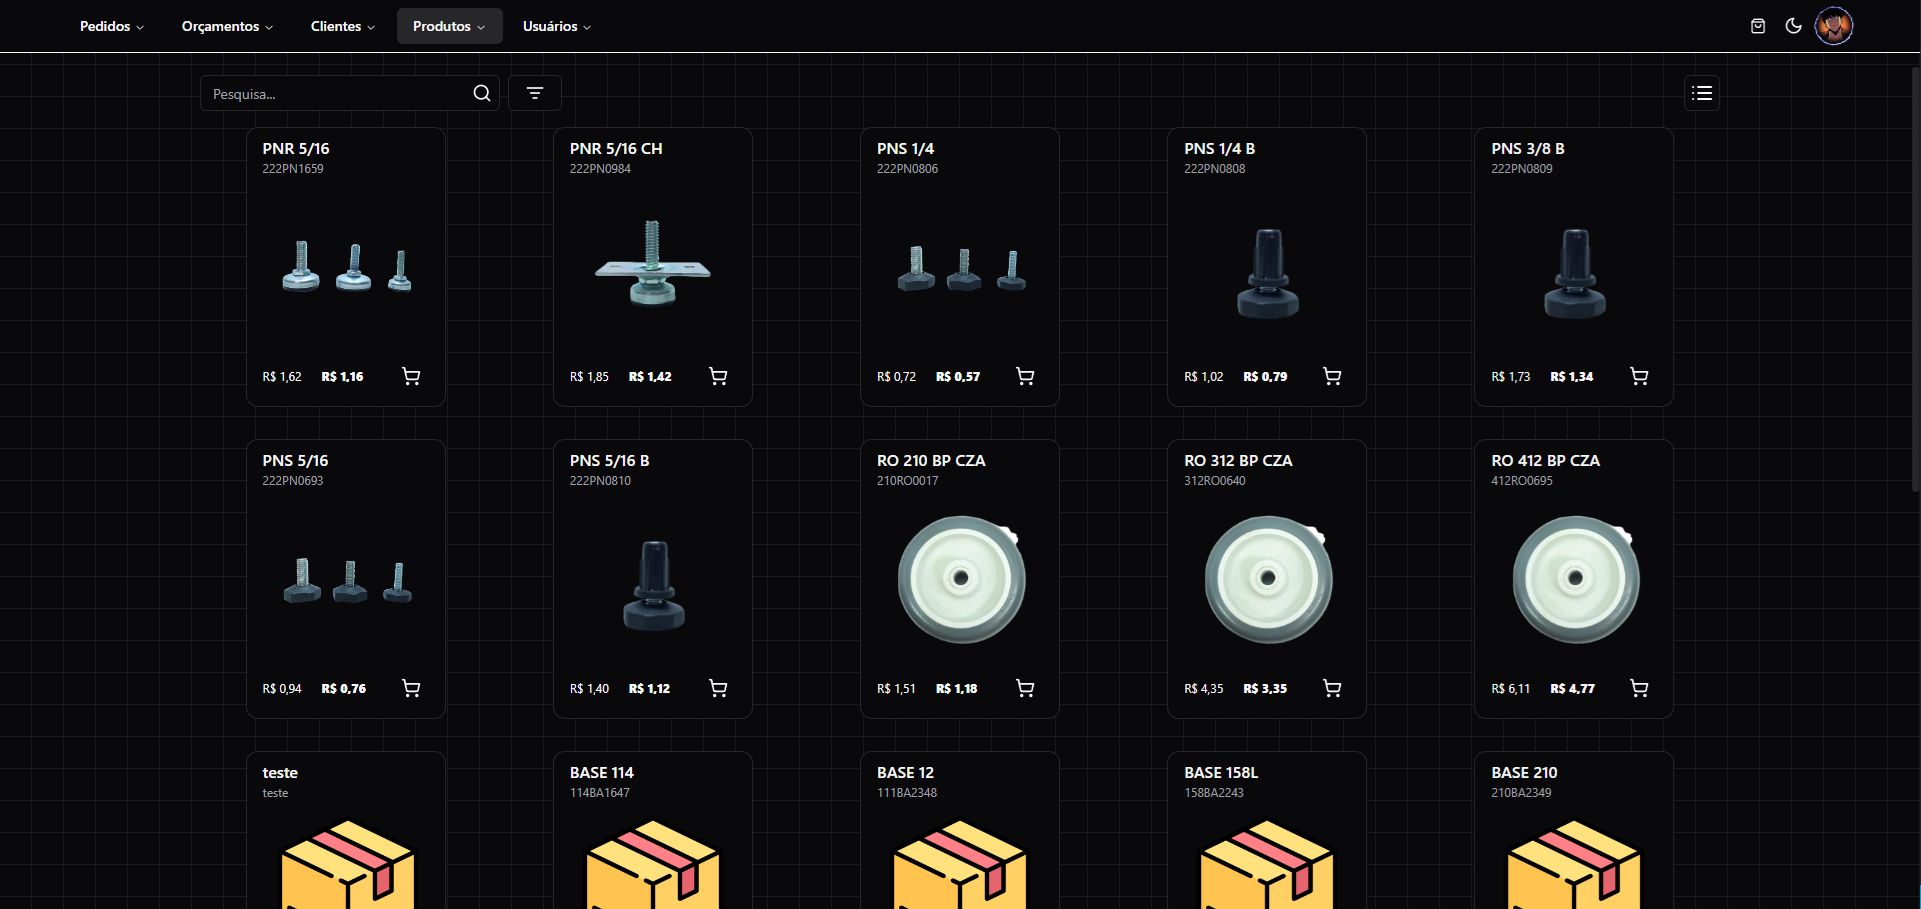 Pedidos Orçamentos Clientes Produtos Usuários
Pesquisa...
PNR 5/16
222PN1659
R$ 1,62 R$ 1,16
PNR 5/16 CH
222PN0984
R$ 1,85 R$ 1,42
PNS 1/4
222PN0806
R$ 0,72 R$ 0,57
PNS 1/4 B
222PN0808
R$ 1,02 R$ 0,79
PNS 3/8 B
222PN0809
R$ 1,73 R$ 1,34
PNS 5/16
222PN0693
R$ 0,94 R$ 0,76
PNS 5/16 B
222PN0810
R$ 1,40 R$ 1,12
RO 210 BP CZA
210RO0017
R$ 1,51 R$ 1,18
RO 312 BP CZA
312RO0640
R$ 4,35 R$ 3,35
RO 412 BP CZA
412RO0695
R$ 6,11 R$ 4,77
teste
teste
BASE 114
114BA1647
BASE 12
111BA2348
BASE 158L
158BA2243
BASE 210
210BA2349